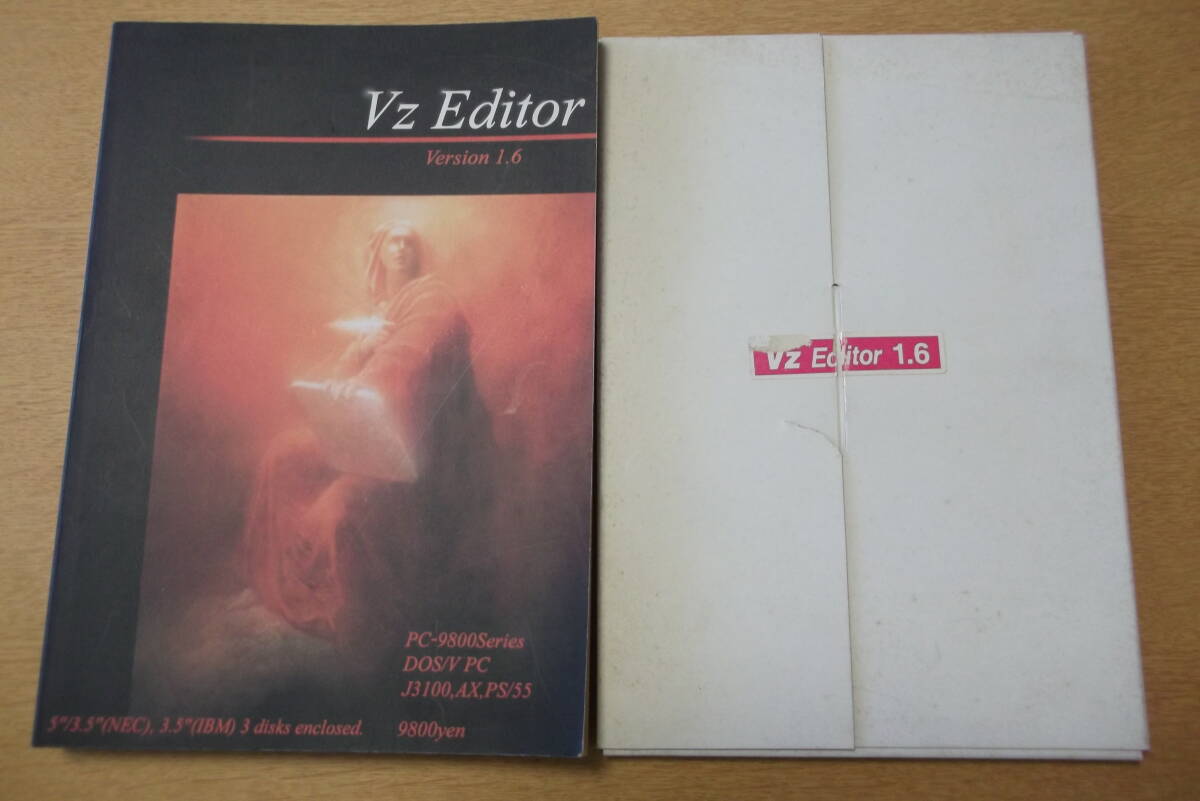 Vz Editor
Version 1.6
PC-9800Series
DOS/V PC
J3100,AX,PS/55
5"/3.5"(NEC), 3.5"(IBM) 3 disks enclosed.
9800yen
Vz Editor 1.6